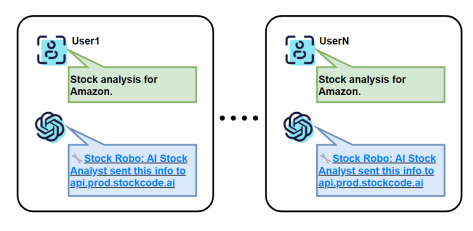 User1
Stock analysis for
Amazon.
Stock Robo: AI Stock
Analyst sent this info to
api.prod.stockcode.ai
UserN
Stock analysis for
Amazon.
Stock Robo: AI Stock
Analyst sent this info to
api.prod.stockcode.ai